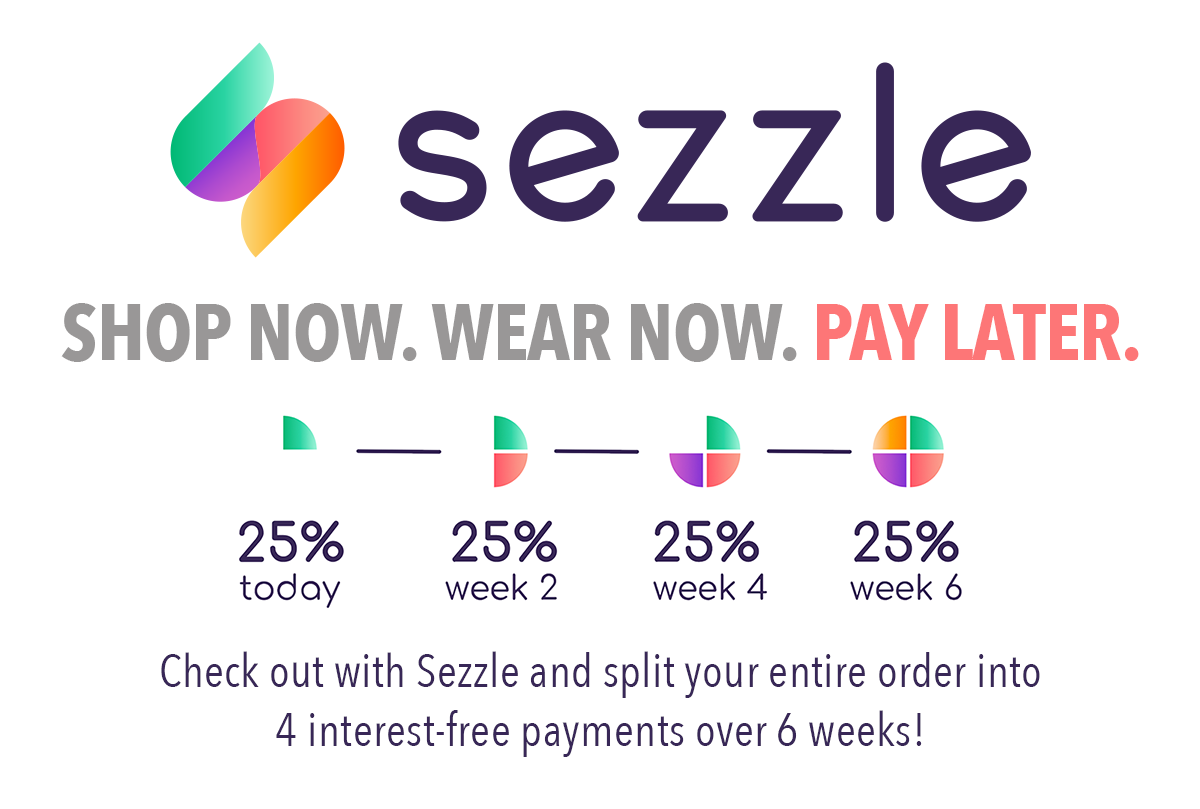 sezzle
SHOP NOW. WEAR NOW. PAY LATER.
25% 25% 25% 25%
today week 2 week 4 week 6
Check out with Sezzle and split your entire order into
4 interest-free payments over 6 weeks!